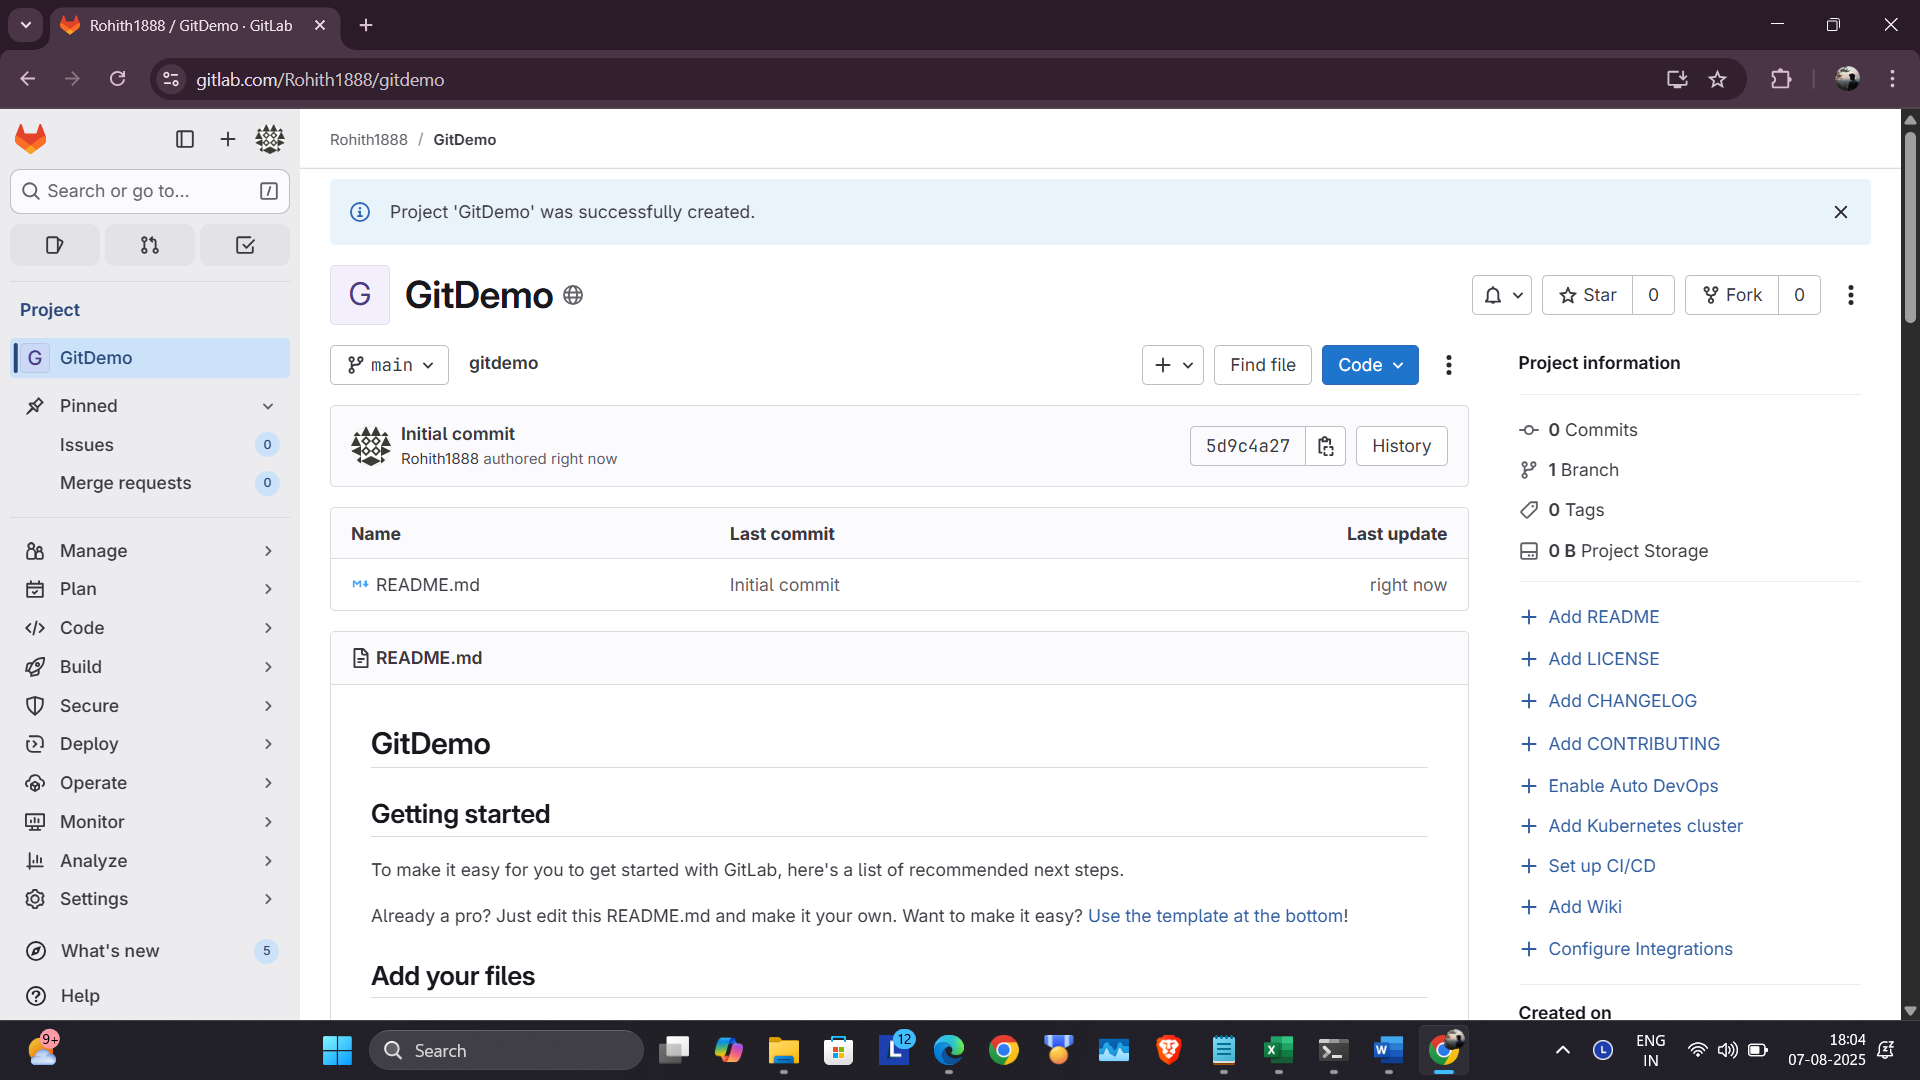 Rohith1888 / GitDemo · GitLab
gitlab.com/Rohith1888/gitdemo
Search or go to...
/
Project
G GitDemo
Pinned
Issues 0
Merge requests 0
Manage
Plan
Code
Build
Secure
Deploy
Operate
Monitor
Analyze
Settings
What's new 5
Help
Rohith1888 / GitDemo
Project 'GitDemo' was successfully created.
G GitDemo
Star 0
Fork 0
main
gitdemo
Find file
Code
Initial commit
Rohith1888 authored right now
5d9c4a27
History
Name Last commit Last update
README.md Initial commit right now
README.md
GitDemo
Getting started
To make it easy for you to get started with GitLab, here's a list of recommended next steps.
Already a pro? Just edit this README.md and make it your own. Want to make it easy? Use the template at the bottom!
Add your files
Project information
0 Commits
1 Branch
0 Tags
0 B Project Storage
Add README
Add LICENSE
Add CHANGELOG
Add CONTRIBUTING
Enable Auto DevOps
Add Kubernetes cluster
Set up CI/CD
Add Wiki
Configure Integrations
Created on
9+
Search
12
ENG
IN
18:04
07-08-2025